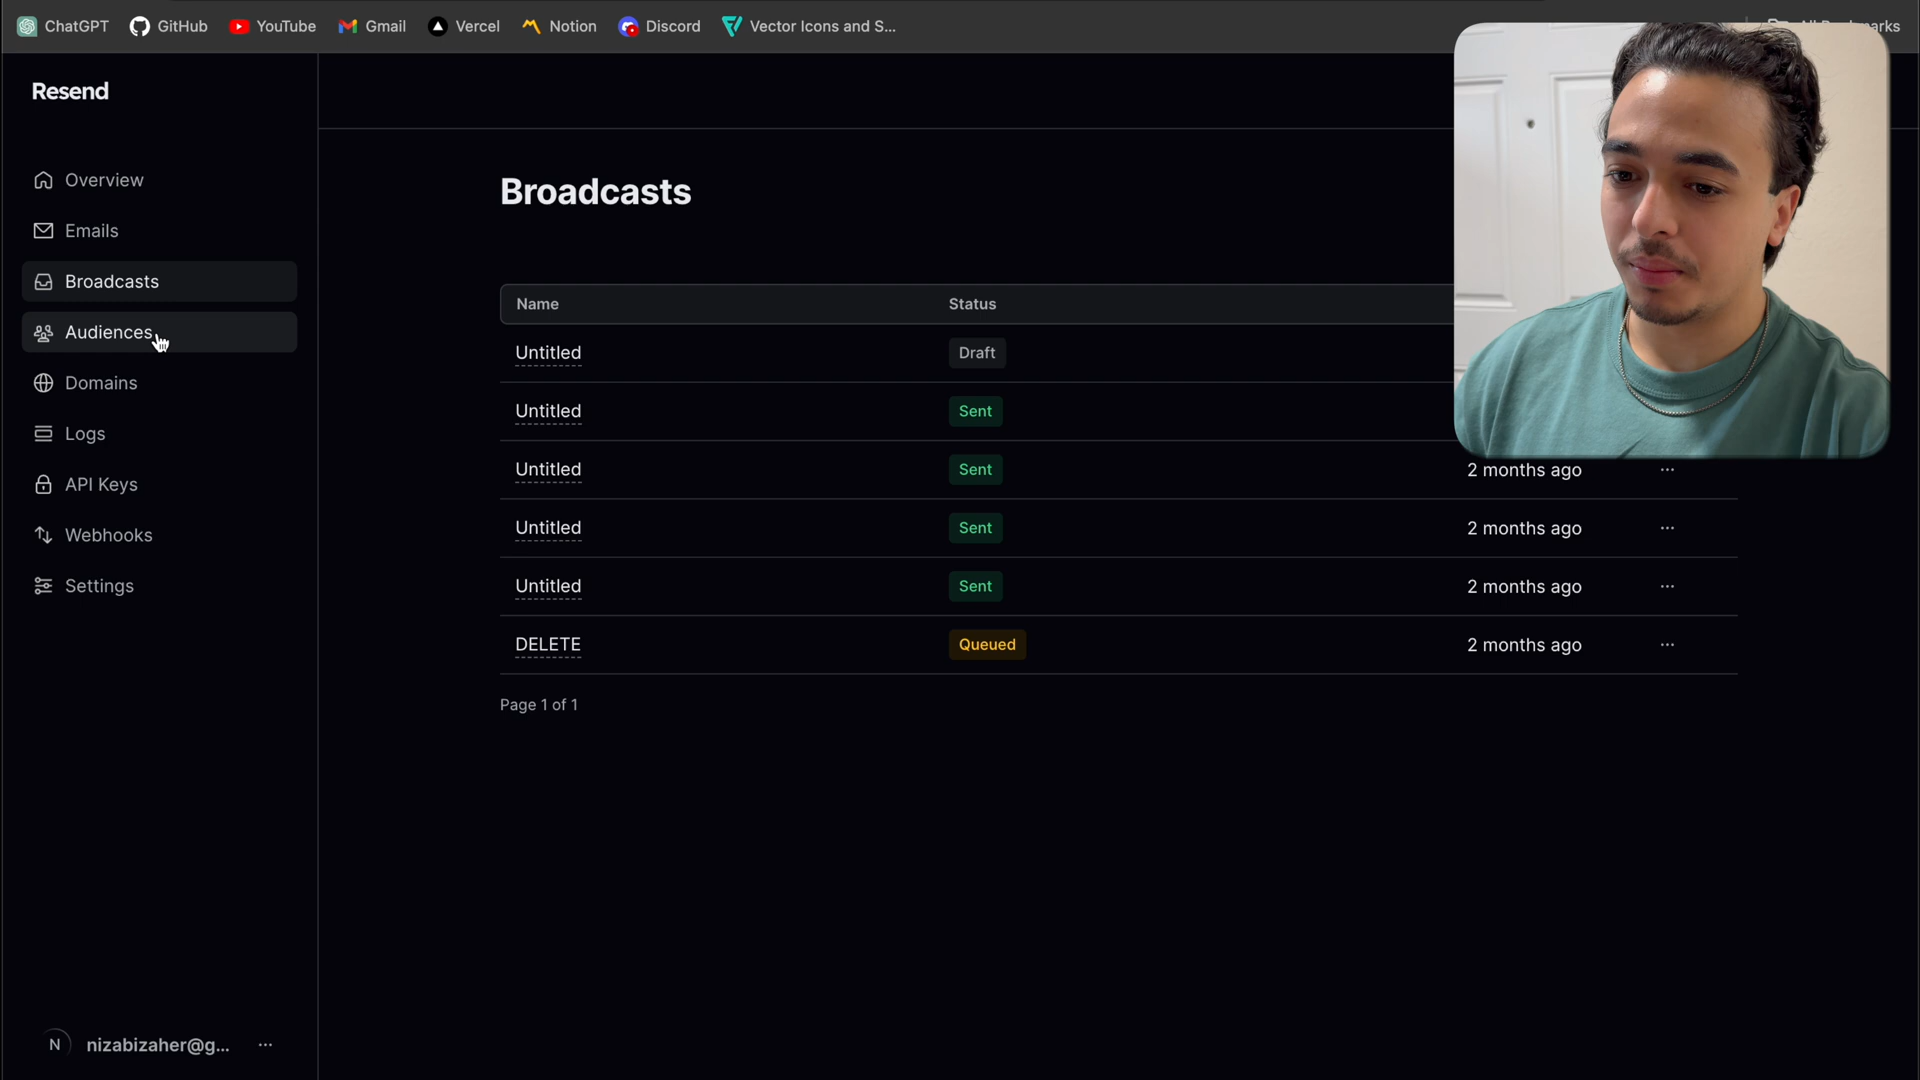 ChatGPT GitHub YouTube Gmail Vercel Notion Discord Vector Icons and S...
Resend
Overview
Emails
Broadcasts
Audiences
Domains
Logs
API Keys
Webhooks
Settings
nizabizaher@g... ...
N
Broadcasts
Name Status
Untitled Draft
Untitled Sent
Untitled Sent 2 months ago ...
Untitled Sent 2 months ago ...
Untitled Sent 2 months ago ...
DELETE Queued 2 months ago ...
Page 1 of 1